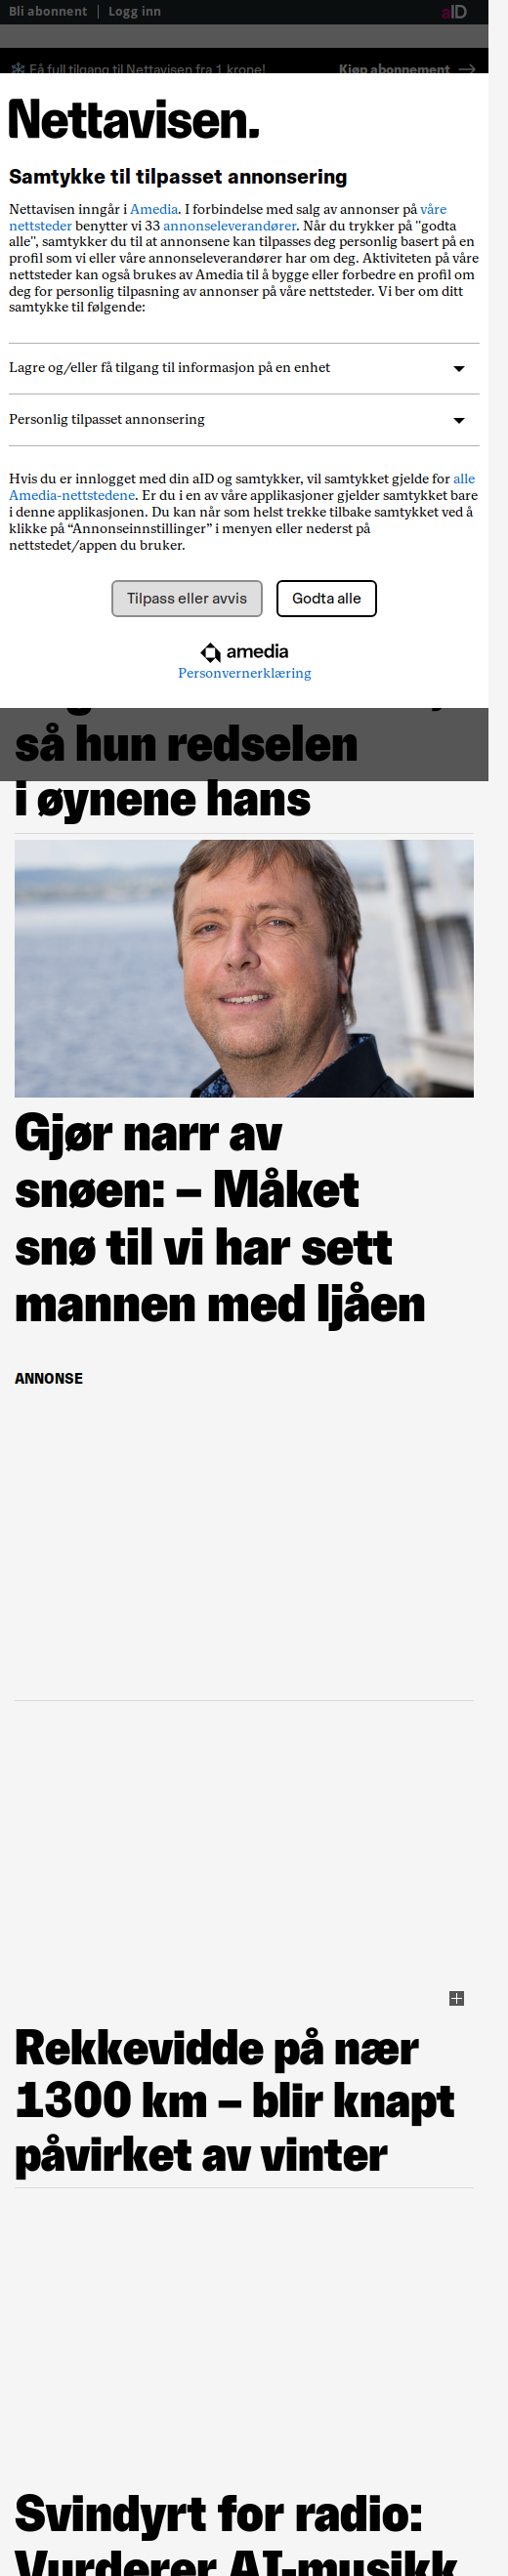 Bli abonnent | Logg inn
aID
Få full tilgang til Nettavisen fra 1 krone!
Kjøp abonnement
Nettavisen.
Samtykke til tilpasset annonsering
Nettavisen inngår i Amedia. I forbindelse med salg av annonser på våre
nettsteder benytter vi 33 annonseleverandører. Når du trykker på "godta
alle", samtykker du til at annonsene kan tilpasses deg personlig basert på en
profil som vi eller våre annonseleverandører har om deg. Aktiviteten på våre
nettsteder kan også brukes av Amedia til å bygge eller forbedre en profil om
deg for personlig tilpasning av annonser på våre nettsteder. Vi ber om ditt
samtykke til følgende:
Lagre og/eller få tilgang til informasjon på en enhet
Personlig tilpasset annonsering
Hvis du er innlogget med din aID og samtykker, vil samtykket gjelde for alle
Amedia-nettstedene. Er du i en av våre applikasjoner gjelder samtykket bare
i denne applikasjonen. Du kan når som helst trekke tilbake samtykket ved å
klikke på “Annonseinnstillinger” i menyen eller nederst på
nettstedet/appen du bruker.
Tilpass eller avvis
Godta alle
amedia
Personvernerklæring
så hun redselen
i øynene hans
Gjør narr av
snøen: – Måket
snø til vi har sett
mannen med ljåen
ANNONSE
Rekkevidde på nær
1300 km – blir knapt
påvirket av vinter
Svindyrt for radio:
Vurderer AI-musikk